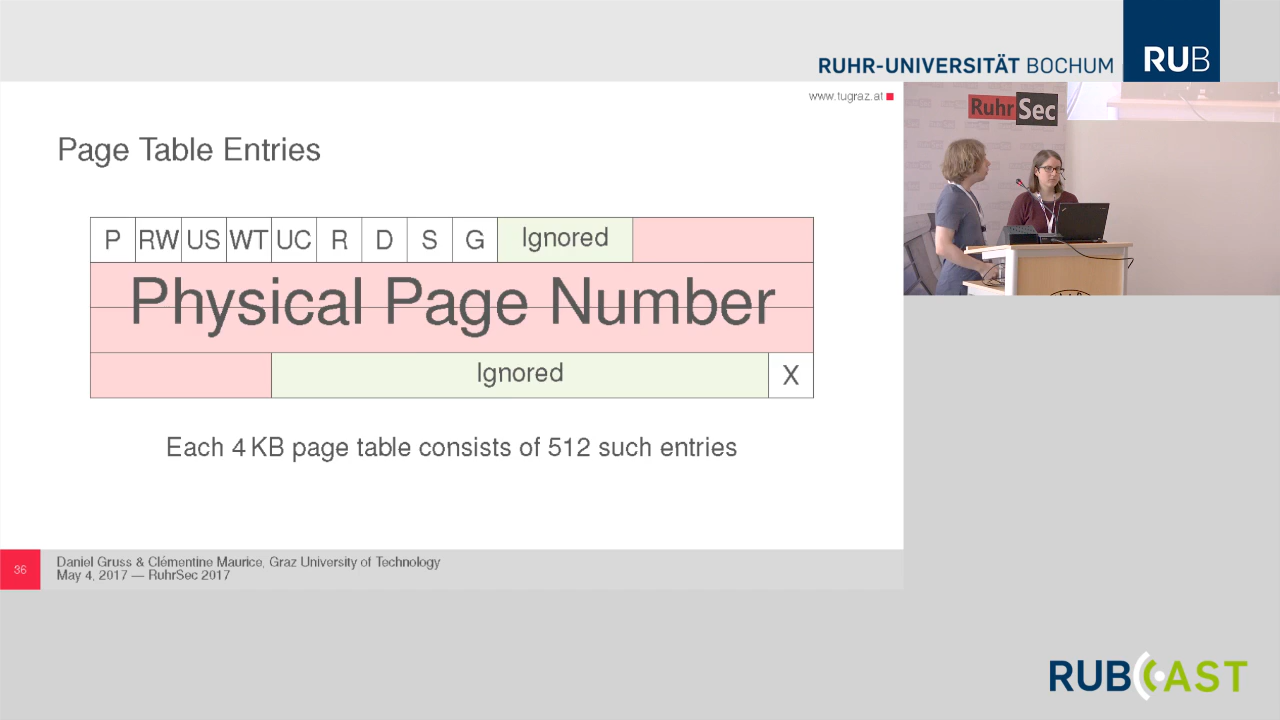 RUHR-UNIVERSITÄT BOCHUM
RUB
www.tugraz.at
RuhrSec
Page Table Entries
P RW US WT UC R D S G Ignored
Physical Page Number
Ignored X
Each 4 KB page table consists of 512 such entries
36
Daniel Gruss & Clémentine Maurice, Graz University of Technology
May 4, 2017 — RuhrSec 2017
RUBCAST